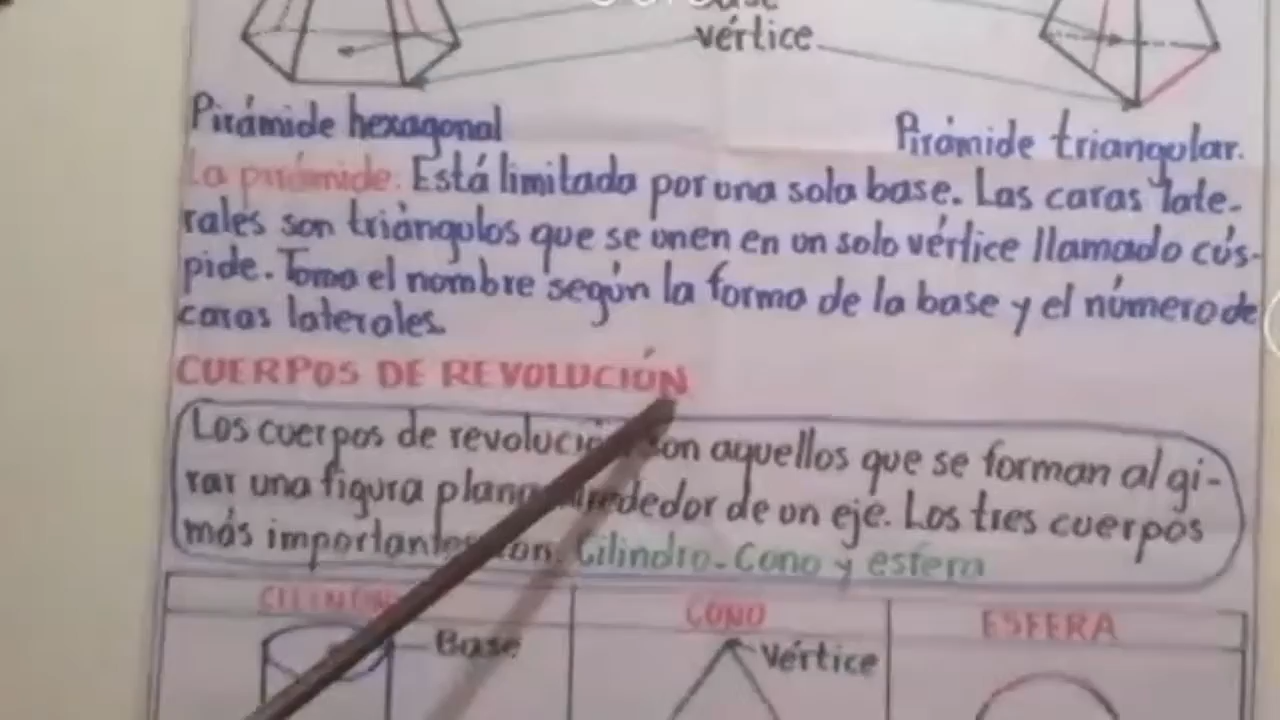 vértice
Pirámide hexagonal
Pirámide triangular.
La pirámide. Está limitada por una sola base. Las caras late-
rales son triángulos que se unen en un solo vértice llamado cús-
pide. Toma el nombre según la forma de la base y el número de
caras laterales.
CUERPOS DE REVOLUCIÓN
Los cuerpos de revolución son aquellos que se forman al gi-
rar una figura plana alrededor de un eje. Los tres cuerpos
más importantes son. Cilindro. Cono y esfera
CILINDRO
CONO
ESFERA
Base
Vértice